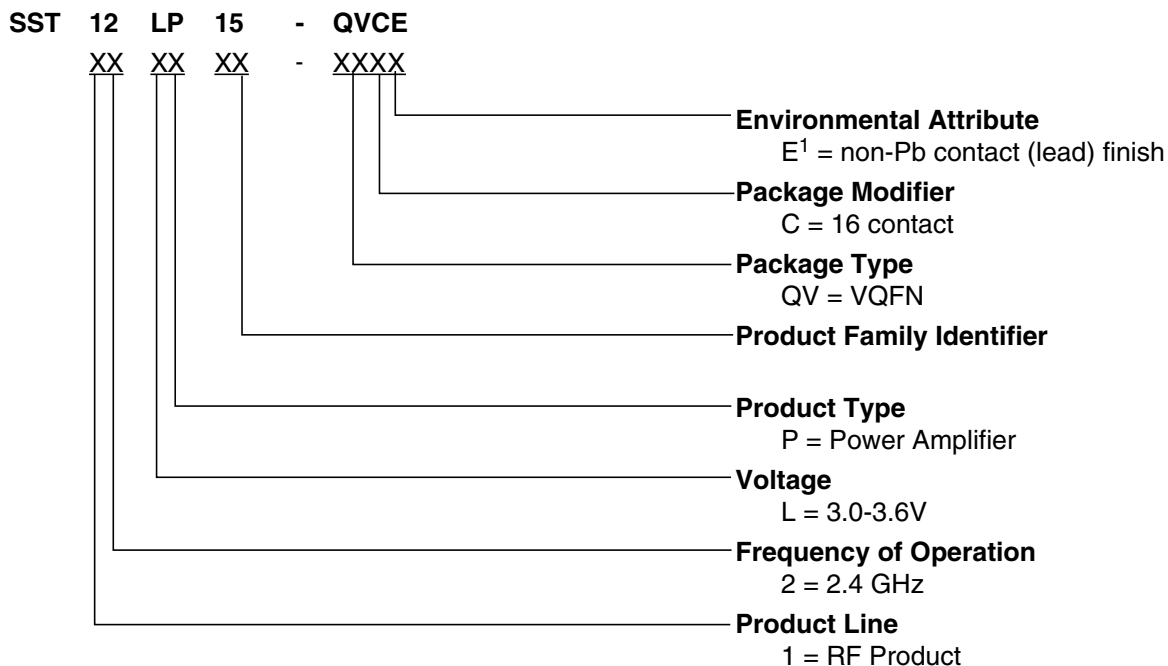 SST 12 LP 15 - QVCE
XX XX XX - XXXX
Environmental Attribute
E1 = non-Pb contact (lead) finish
Package Modifier
C = 16 contact
Package Type
QV = VQFN
Product Family Identifier
Product Type
P = Power Amplifier
Voltage
L = 3.0-3.6V
Frequency of Operation
2 = 2.4 GHz
Product Line
1 = RF Product